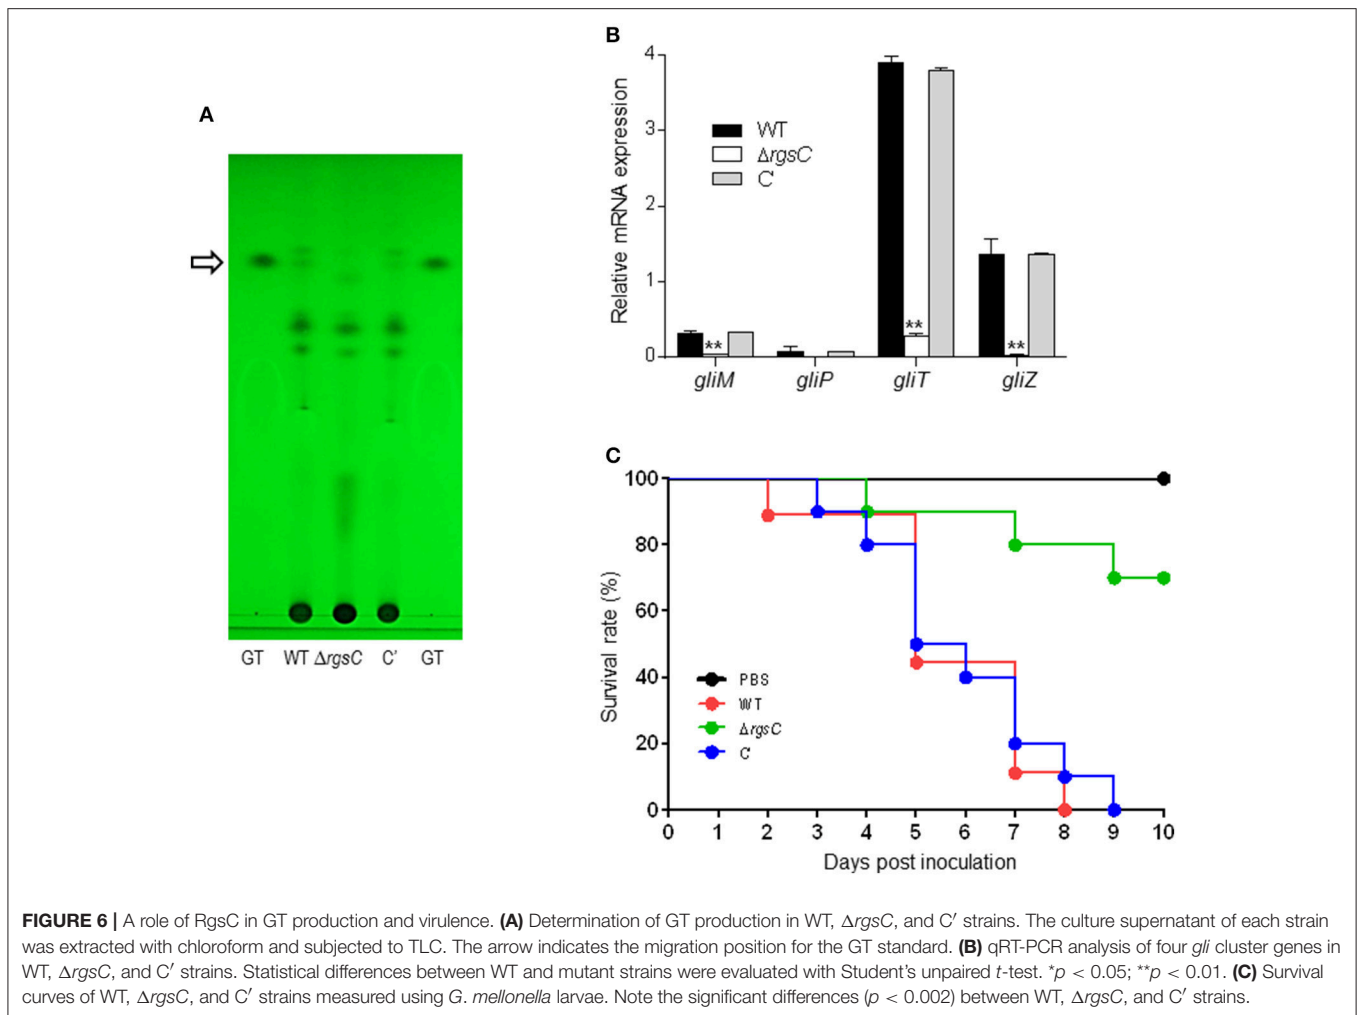 A
GT WT ΔrgsC C' GT
B
Relative mRNA expression
4
3
2
1
0
WT
ΔrgsC
C'
**
**
**
gliM gliP gliT gliZ
C
Survival rate (%)
100
80
60
40
20
0
PBS
WT
ΔrgsC
C
0 1 2 3 4 5 6 7 8 9 10
Days post inoculation
FIGURE 6 | A role of RgsC in GT production and virulence. (A) Determination of GT production in WT, ΔrgsC, and C′ strains. The culture supernatant of each strain
was extracted with chloroform and subjected to TLC. The arrow indicates the migration position for the GT standard. (B) qRT-PCR analysis of four gli cluster genes in
WT, ΔrgsC, and C′ strains. Statistical differences between WT and mutant strains were evaluated with Student's unpaired t-test. *p < 0.05; **p < 0.01. (C) Survival
curves of WT, ΔrgsC, and C′ strains measured using G. mellonella larvae. Note the significant differences (p < 0.002) between WT, ΔrgsC, and C′ strains.